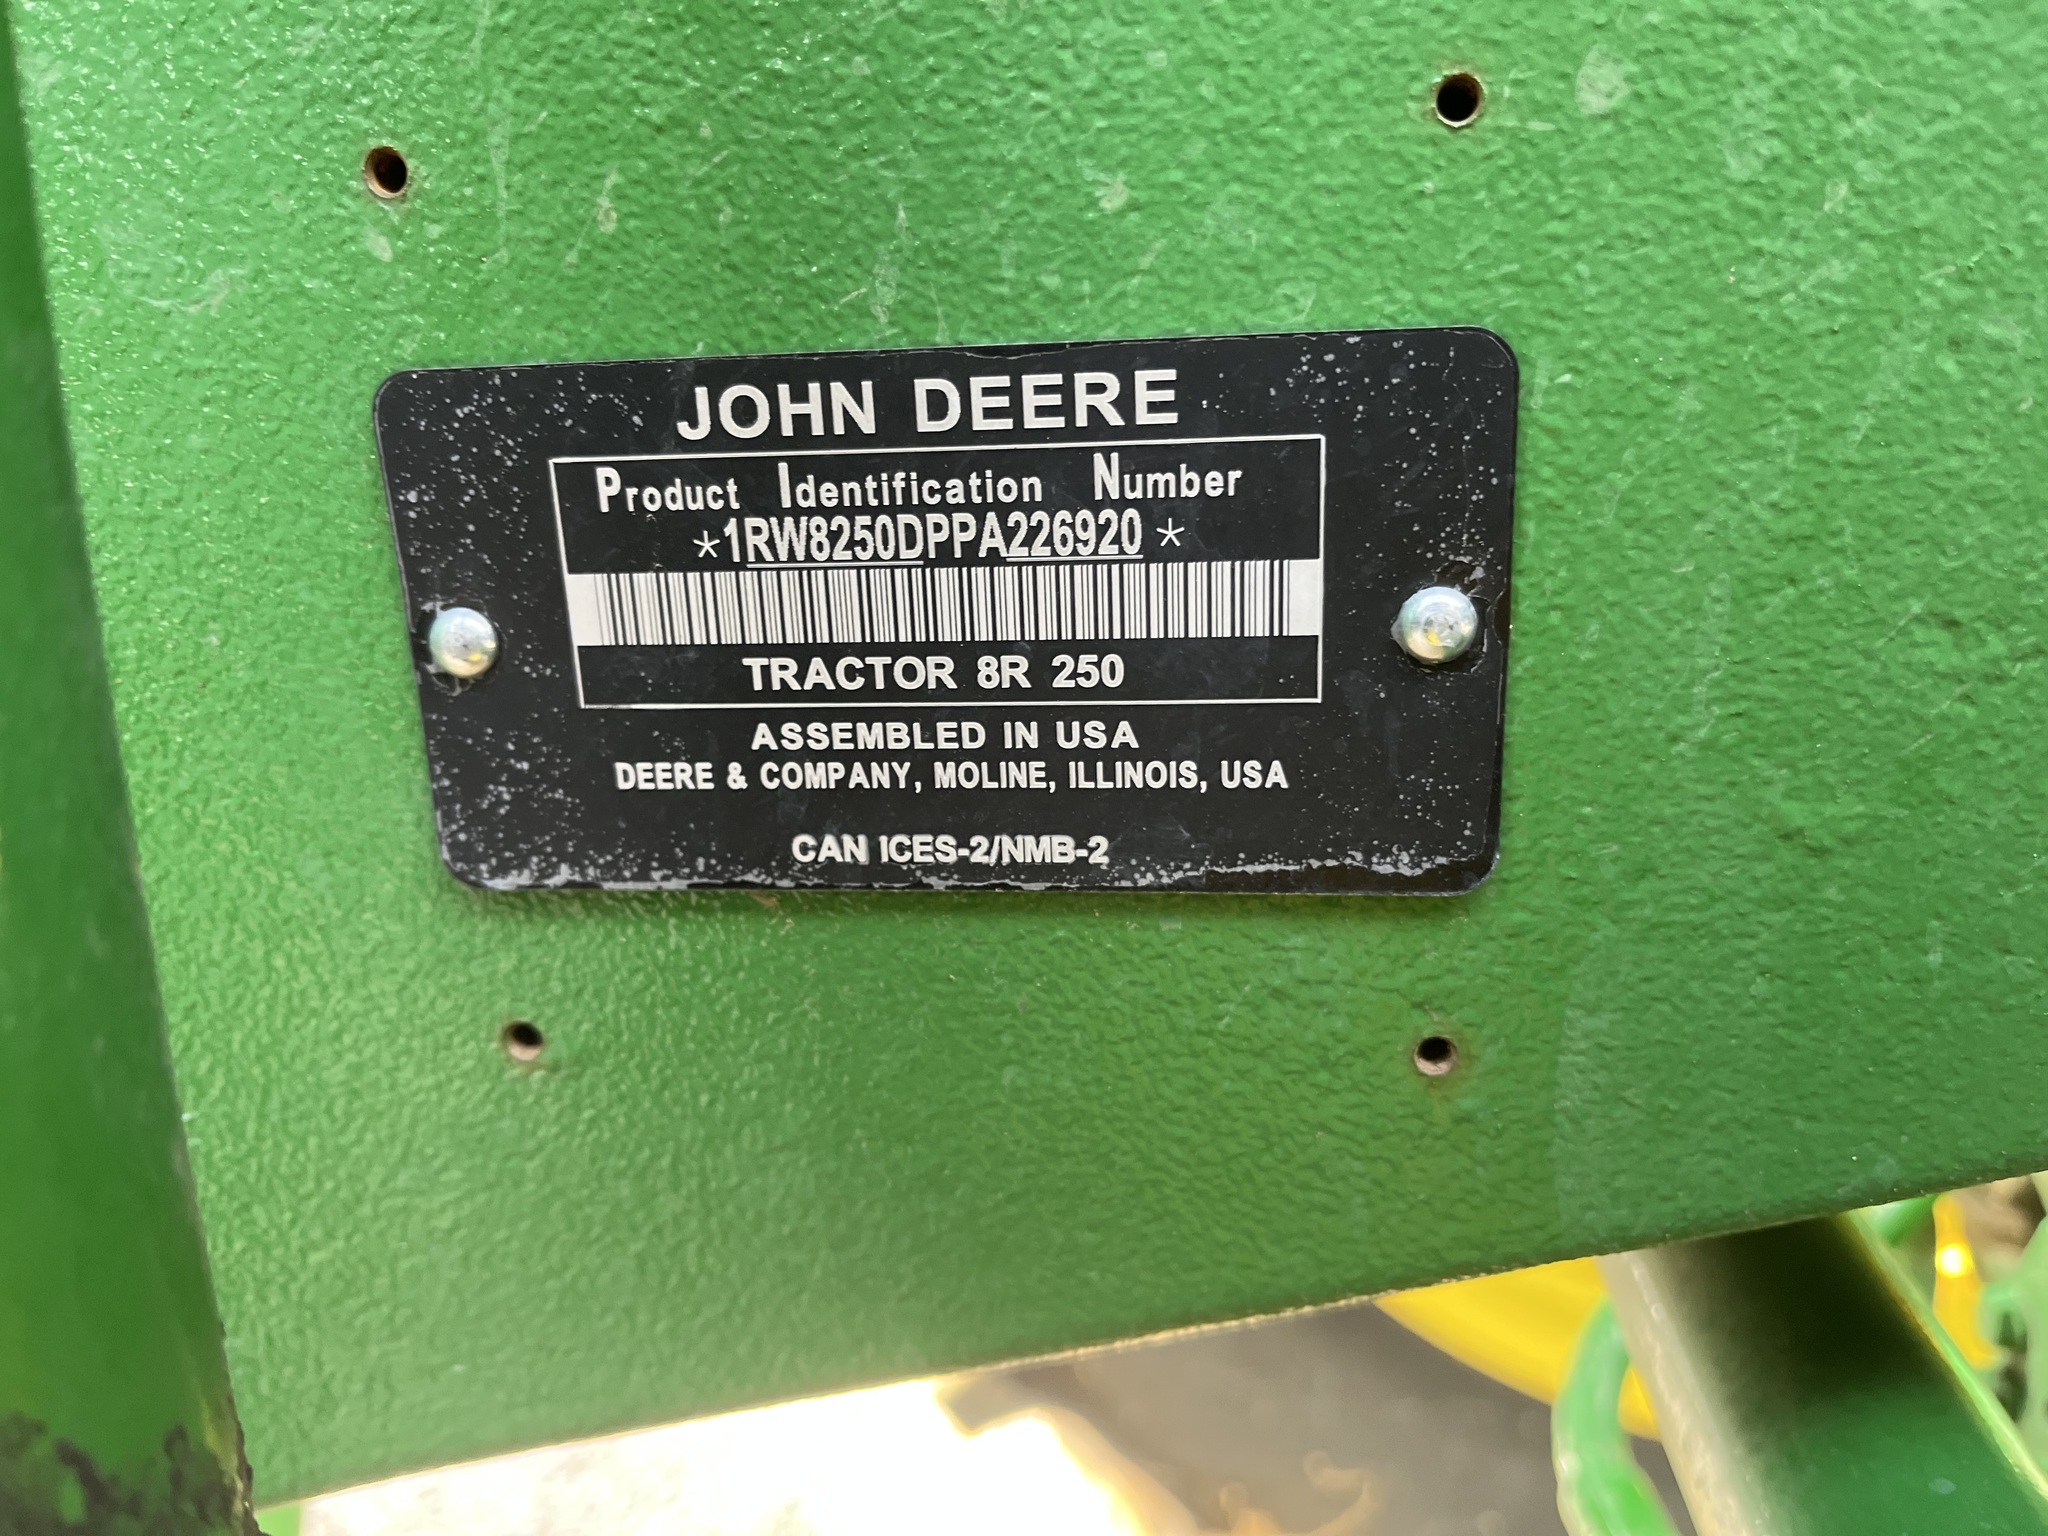 JOHN DEERE
Product Identification Number
*1RW8250DPPA226920*
TRACTOR 8R 250
ASSEMBLED IN USA
DEERE & COMPANY, MOLINE, ILLINOIS, USA
CAN ICES-2/NMB-2